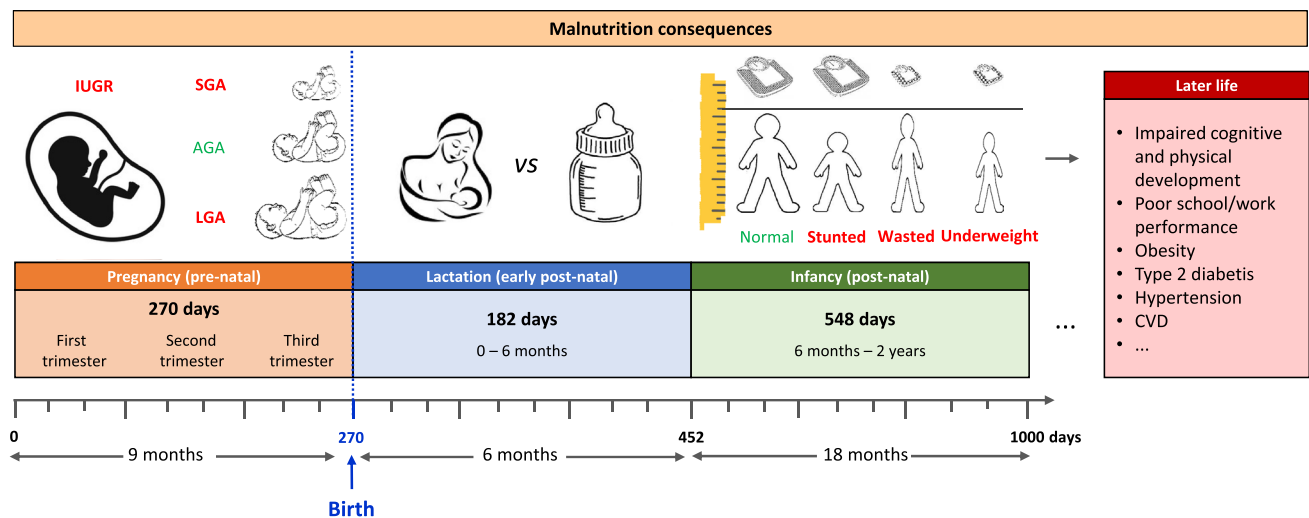 Malnutrition consequences
IUGR
SGA
AGA
LGA
vs
Normal
Stunted
Wasted
Underweight
Later life
• Impaired cognitive
and physical
development
• Poor school/work
performance
• Obesity
• Type 2 diabetis
• Hypertension
• CVD
• ...
Pregnancy (pre-natal)
270 days
First
trimester
Second
trimester
Third
trimester
Lactation (early post-natal)
182 days
0 – 6 months
Infancy (post-natal)
548 days
6 months – 2 years
...
0
270
452
1000 days
9 months
6 months
18 months
Birth